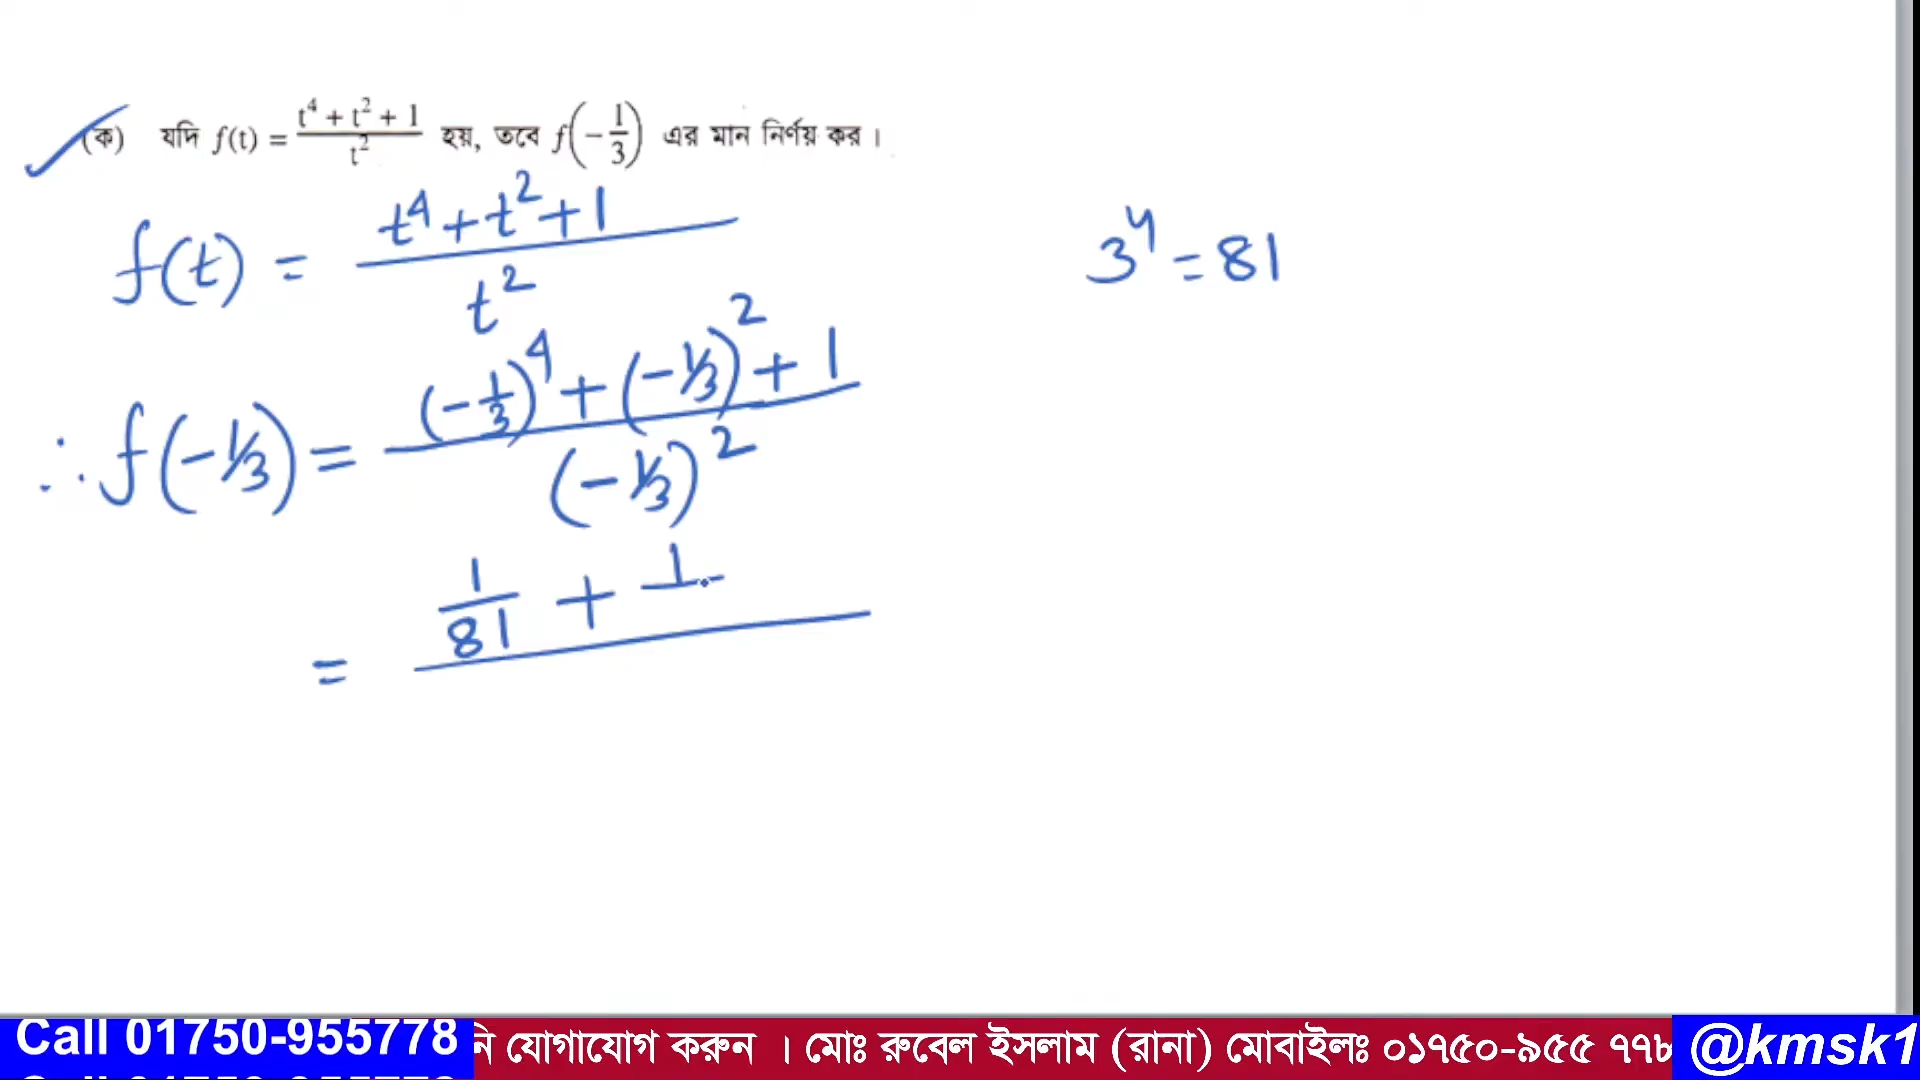 (ক) যদি f(t) = (t⁴ + t² + 1)/t² হয়, তবে f(-1/3) এর মান নির্ণয় কর।
f(t) = (t⁴ + t² + 1)/t²
3⁴ = 81
∴ f(-1/3) = ((-1/3)⁴ + (-1/3)² + 1)/(-1/3)²
= 1/81 + 1
Call 01750-955778
নি যোগাযোগ করুন । মোঃ রুবেল ইসলাম (রানা) মোবাইলঃ ০১৭৫০-৯৫৫ ৭৭৮
@kmsk1